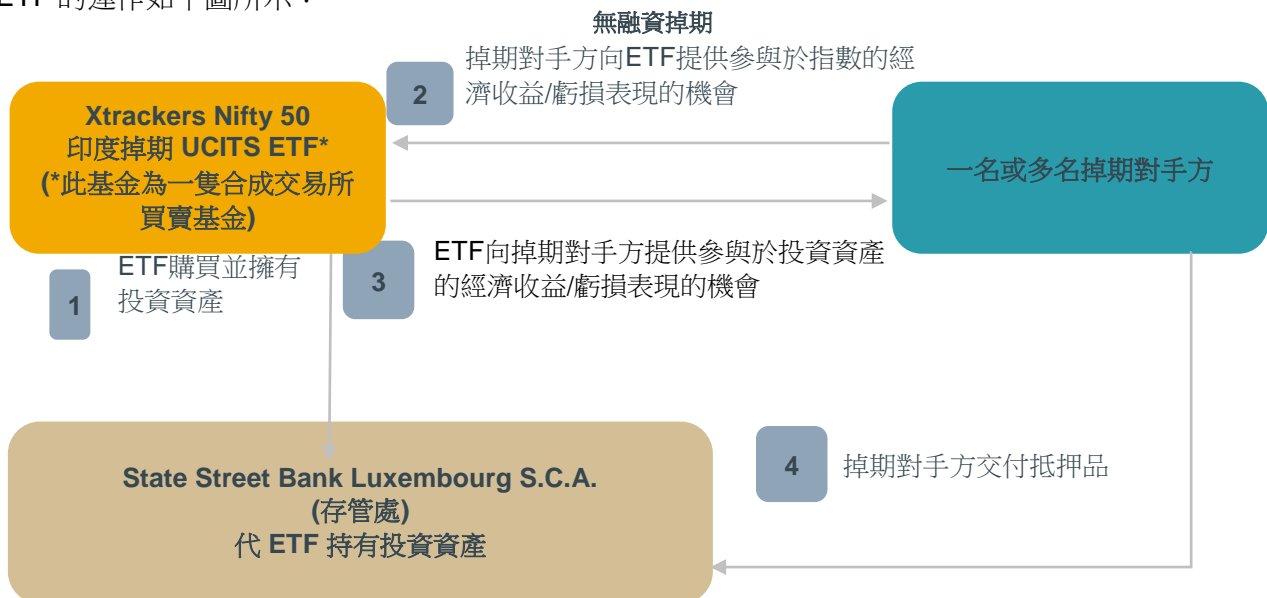 ETF 的運作如下圖所示：
無融資掉期
掉期對手方向ETF提供參與於指數的經
濟收益/虧損表現的機會
2
Xtrackers Nifty 50
印度掉期 UCITS ETF*
(*此基金為一隻合成交易所
買賣基金)
一名或多名掉期對手方
ETF購買並擁有
投資資產
1
3
ETF向掉期對手方提供參與於投資資產
的經濟收益/虧損表現的機會
State Street Bank Luxembourg S.C.A.
(存管處)
代 ETF 持有投資資產
4
掉期對手方交付抵押品